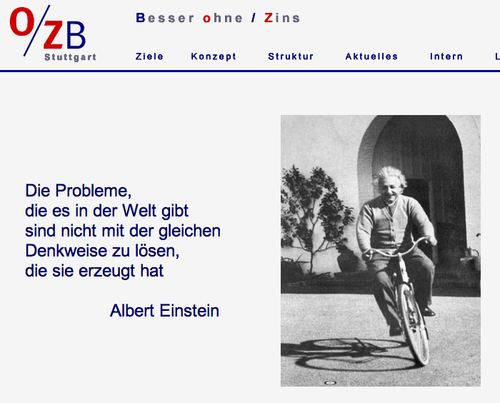 O/ZB
Stuttgart
Besser ohne / Zins
Ziele Konzept Struktur Aktuelles Intern L
Die Probleme,
die es in der Welt gibt
sind nicht mit der gleichen
Denkweise zu lösen,
die sie erzeugt hat
Albert Einstein